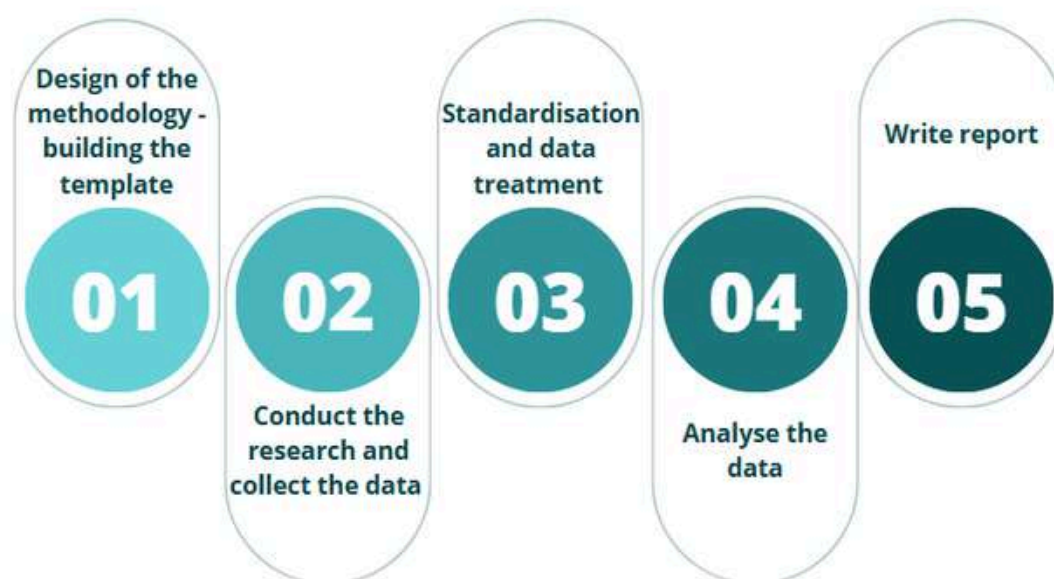 Design of the
methodology -
building the
template
01
02
Conduct the
research and
collect the data
Standardisation
and data
treatment
03
04
Analyse the
data
Write report
05